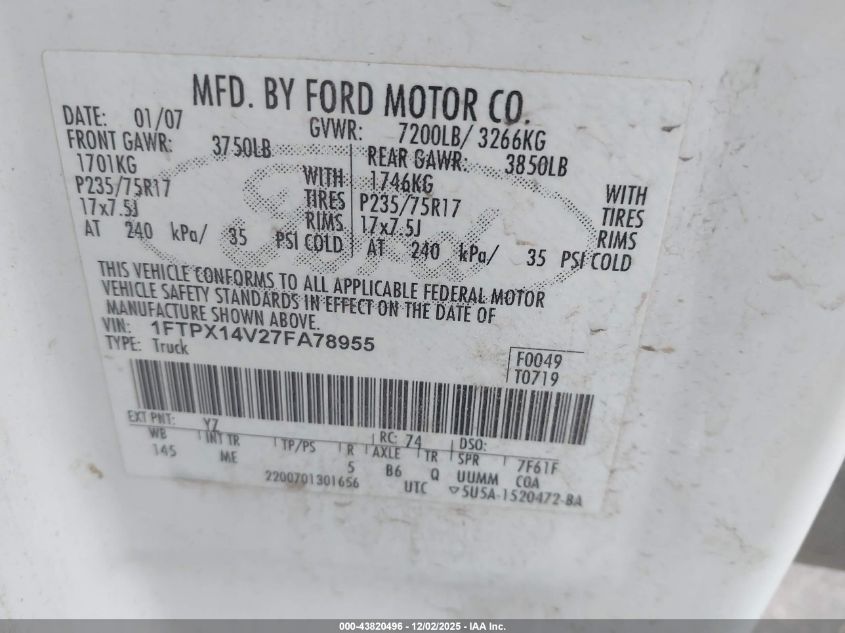 MFD. BY FORD MOTOR CO.
DATE: 01/07 GVWR: 7200LB/ 3266KG
FRONT GAWR: 3750LB REAR GAWR: 3850LB
1701KG WITH 1746KG WITH
P235/75R17 TIRES P235/75R17 TIRES
17x7.5J RIMS 17x7.5J RIMS
AT 240 kPa/ 35 PSI COLD AT 240 kPa/ 35 PSI COLD
THIS VEHICLE CONFORMS TO ALL APPLICABLE FEDERAL MOTOR
VEHICLE SAFETY STANDARDS IN EFFECT ON THE DATE OF
MANUFACTURE SHOWN ABOVE.
VIN: 1FTPX14V27FA78955
TYPE: Truck
F0049
T0719
EXT PNT: YZ RC: 74 DSO:
WB INT TR TP/PS R AXLE TR SPR 7F61F
145 ME 5 B6 Q UUMM COA
2200701301656 UTC ▽5U5A-1520472-BA
000-43820496 - 12/02/2025 - IAA Inc.